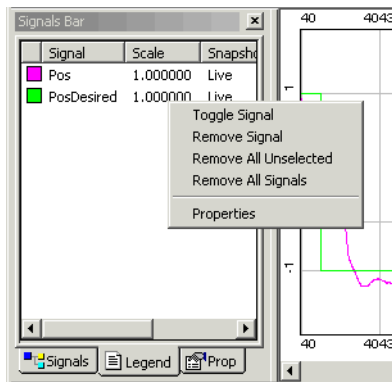 Signals Bar
Signal Scale Snapsho
Pos 1.000000 Live
PosDesired 1.000000 Live
Toggle Signal
Remove Signal
Remove All Unselected
Remove All Signals
Properties
Signals Legend Prop
40 4043
1
-1
40 4043